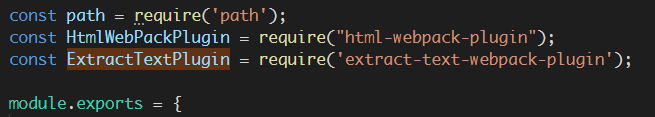 const path = require('path');
const HtmlWebPackPlugin = require("html-webpack-plugin");
const ExtractTextPlugin = require('extract-text-webpack-plugin');
module.exports = {